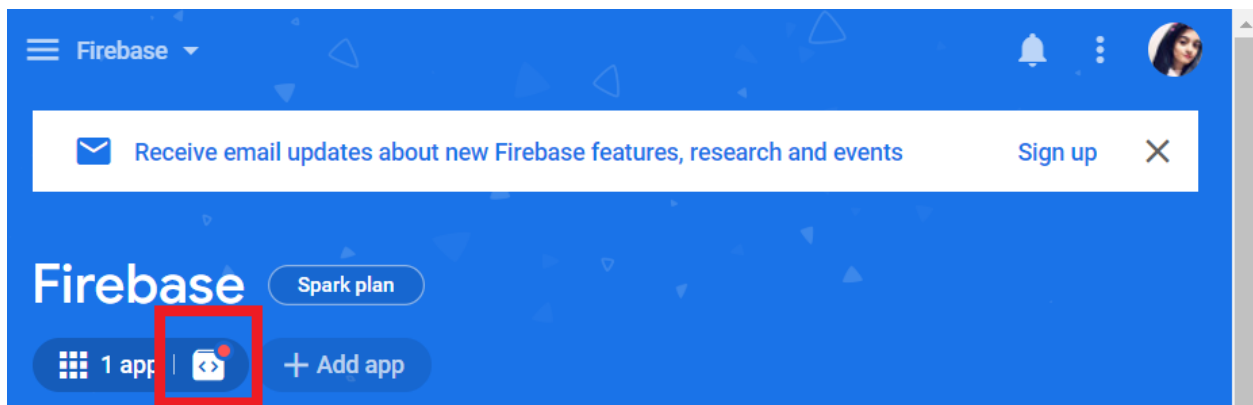 Firebase
Receive email updates about new Firebase features, research and events Sign up
Firebase Spark plan
1 app + Add app